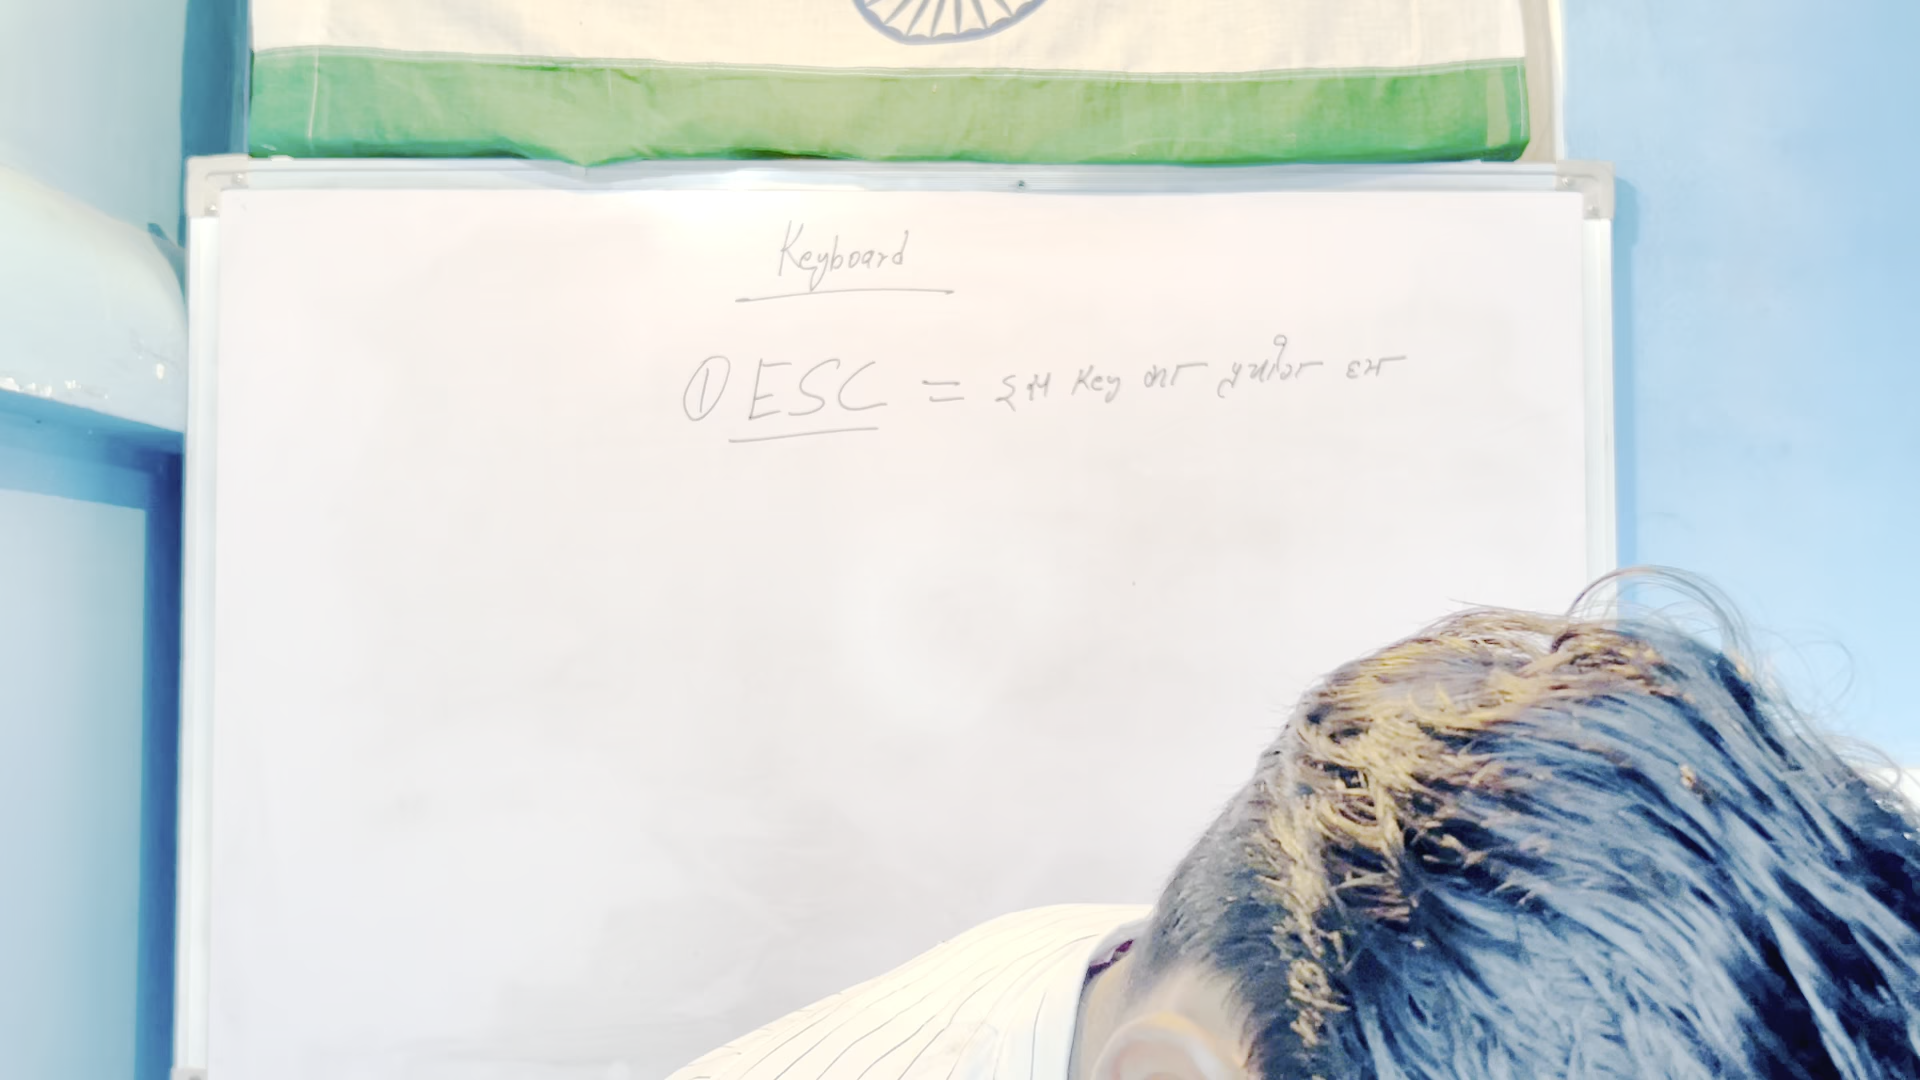 Keyboard
① ESC = इस Key का प्रयोग हम